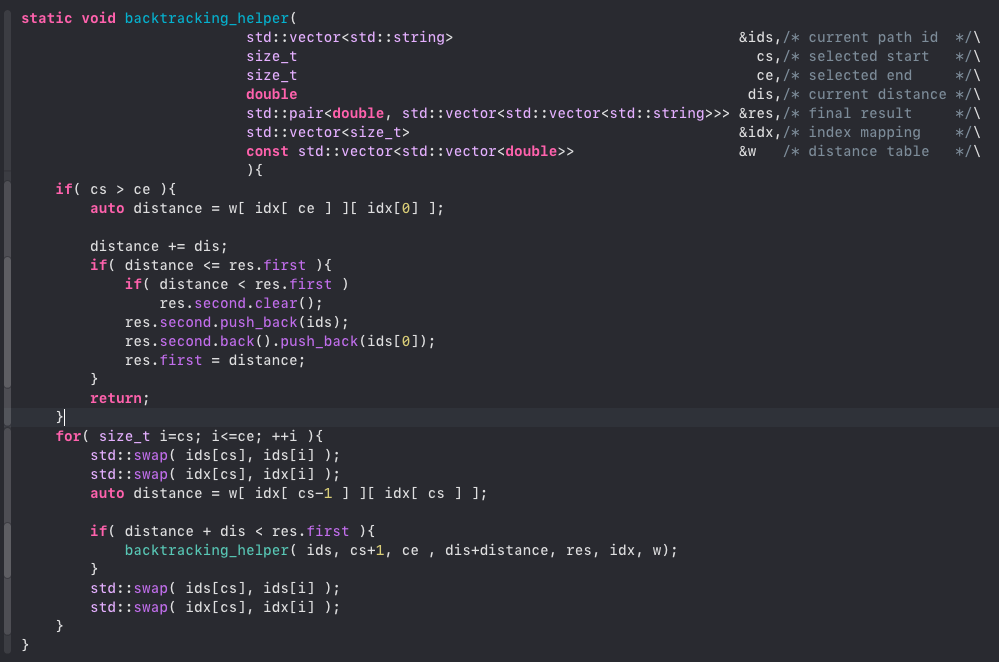 static void backtracking_helper(
                          std::vector<std::string>                                 &ids,/* current path id  */\
                          size_t                                                     cs,/* selected start   */\
                          size_t                                                     ce,/* selected end     */\
                          double                                                    dis,/* current distance */\
                          std::pair<double, std::vector<std::vector<std::string>>> &res,/* final result     */\
                          std::vector<size_t>                                      &idx,/* index mapping    */\
                          const std::vector<std::vector<double>>                   &w   /* distance table   */\
                          ){
    if( cs > ce ){
        auto distance = w[ idx[ ce ] ][ idx[0] ];

        distance += dis;
        if( distance <= res.first ){
            if( distance < res.first )
                res.second.clear();
            res.second.push_back(ids);
            res.second.back().push_back(ids[0]);
            res.first = distance;
        }
        return;
    }
    for( size_t i=cs; i<=ce; ++i ){
        std::swap( ids[cs], ids[i] );
        std::swap( idx[cs], idx[i] );
        auto distance = w[ idx[ cs-1 ] ][ idx[ cs ] ];

        if( distance + dis < res.first ){
            backtracking_helper( ids, cs+1, ce , dis+distance, res, idx, w);
        }
        std::swap( ids[cs], ids[i] );
        std::swap( idx[cs], idx[i] );
    }
}